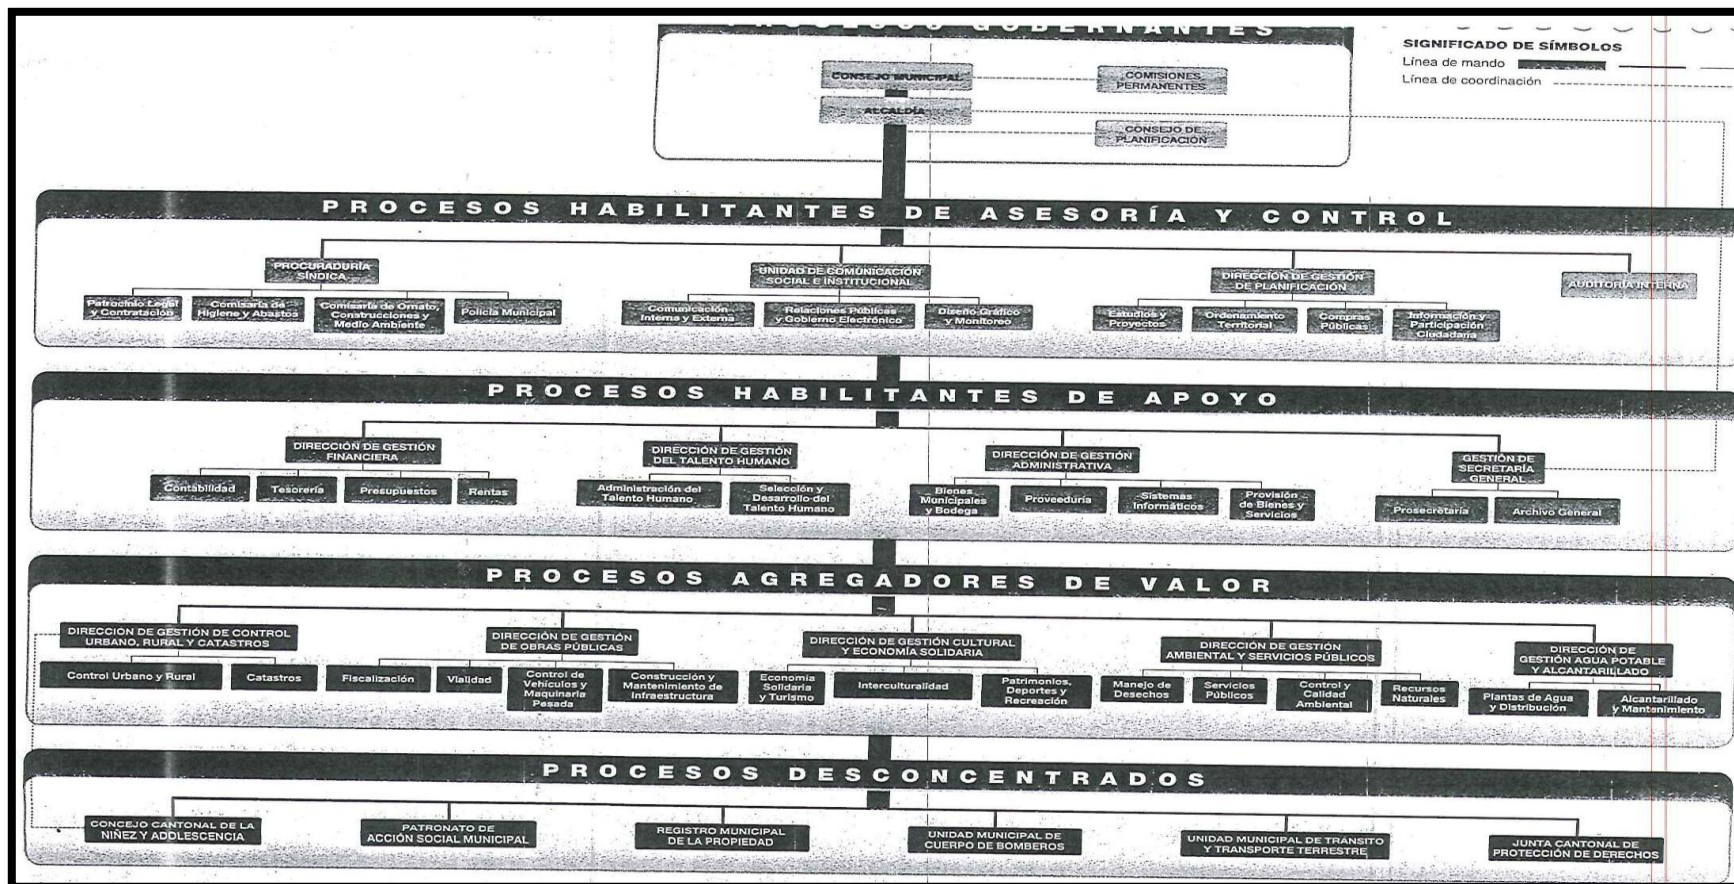 PROCESOS GOBERNANTES
SIGNIFICADO DE SÍMBOLOS
Línea de mando
Línea de coordinación
CONSEJO MUNICIPAL
COMISIONES
PERMANENTES
ALCALDÍA
CONSEJO DE
PLANIFICACIÓN
PROCESOS HABILITANTES DE ASESORÍA Y CONTROL
PROCURADURÍA
SÍNDICA
UNIDAD DE COMUNICACIÓN
SOCIAL E INSTITUCIONAL
DIRECCIÓN DE GESTIÓN
DE PLANIFICACIÓN
AUDITORÍA INTERNA
Patrocinio Legal
y Contratación
Comisaría de
Higiene y Abastos
Comisaría de Ornato,
Construcciones y
Medio Ambiente
Policía Municipal
Comunicación
Interna y Externa
Relaciones Públicas
y Gobierno Electrónico
Diseño Gráfico
y Monitoreo
Estudios y
Proyectos
Ordenamiento
Territorial
Compras
Públicas
Información y
Participación
Ciudadana
PROCESOS HABILITANTES DE APOYO
DIRECCIÓN DE GESTIÓN
FINANCIERA
DIRECCIÓN DE GESTIÓN
DEL TALENTO HUMANO
DIRECCIÓN DE GESTIÓN
ADMINISTRATIVA
GESTIÓN DE
SECRETARÍA
GENERAL
Contabilidad
Tesorería
Presupuestos
Rentas
Administración del
Talento Humano
Selección y
Desarrollo del
Talento Humano
Bienes
Municipales
y Bodega
Proveeduría
Sistemas
Informáticos
Provisión
de Bienes y
Servicios
Prosecretaría
Archivo General
PROCESOS AGREGADORES DE VALOR
DIRECCION DE GESTIÓN DE CONTROL
URBANO, RURAL Y CATASTROS
DIRECCIÓN DE GESTIÓN
DE OBRAS PÚBLICAS
DIRECCIÓN DE GESTIÓN CULTURAL
Y ECONOMÍA SOLIDARIA
DIRECCIÓN DE GESTIÓN
AMBIENTAL Y SERVICIOS PÚBLICOS
DIRECCIÓN DE
GESTIÓN AGUA POTABLE
Y ALCANTARILLADO
Control Urbano y Rural
Catastros
Fiscalización
Vialidad
Control de
Vehículos y
Maquinaria
Pesada
Construcción y
Mantenimiento de
Infraestructura
Economía
Solidaria
y Turismo
Interculturalidad
Patrimonios,
Deportes y
Recreación
Manejo de
Desechos
Servicios
Públicos
Control y
Calidad
Ambiental
Recursos
Naturales
Plantas de Agua
y Distribución
Alcantarillado
y Mantenimiento
PROCESOS DESCONCENTRADOS
CONCEJO CANTONAL DE LA
NIÑEZ Y ADOLESCENCIA
PATRONATO DE
ACCIÓN SOCIAL MUNICIPAL
REGISTRO MUNICIPAL
DE LA PROPIEDAD
UNIDAD MUNICIPAL DE
CUERPO DE BOMBEROS
UNIDAD MUNICIPAL DE TRÁNSITO
Y TRANSPORTE TERRESTRE
JUNTA CANTONAL DE
PROTECCIÓN DE DERECHOS